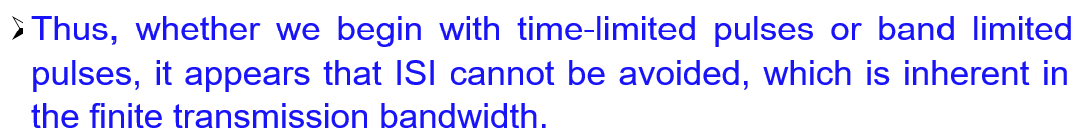 ➢ Thus, whether we begin with time-limited pulses or band limited
pulses, it appears that ISI cannot be avoided, which is inherent in
the finite transmission bandwidth.